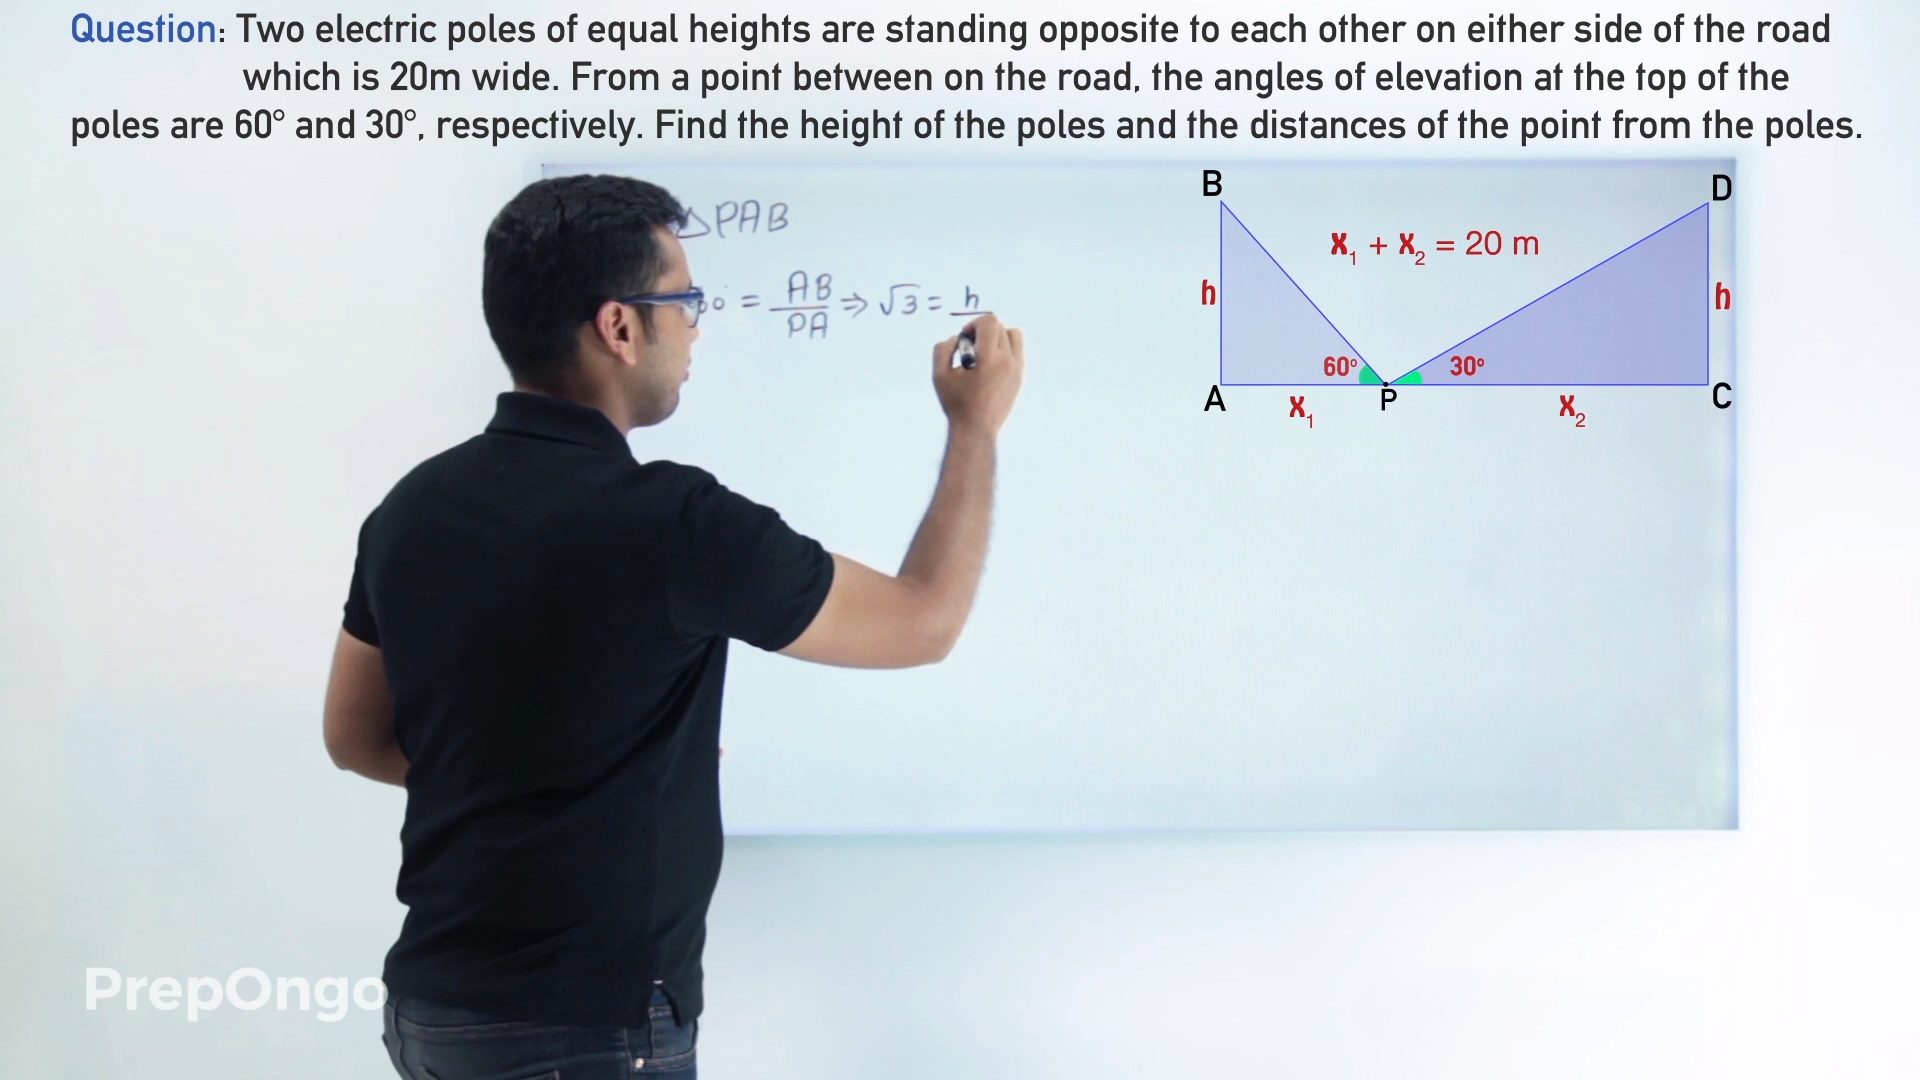 Question: Two electric poles of equal heights are standing opposite to each other on either side of the road
which is 20m wide. From a point between on the road, the angles of elevation at the top of the
poles are 60° and 30°, respectively. Find the height of the poles and the distances of the point from the poles.
△PAB
0° = AB/PA ⇒ √3 = h
B
D
x₁ + x₂ = 20 m
h
h
60°
30°
A
P
C
x₁
x₂
PrepOngo